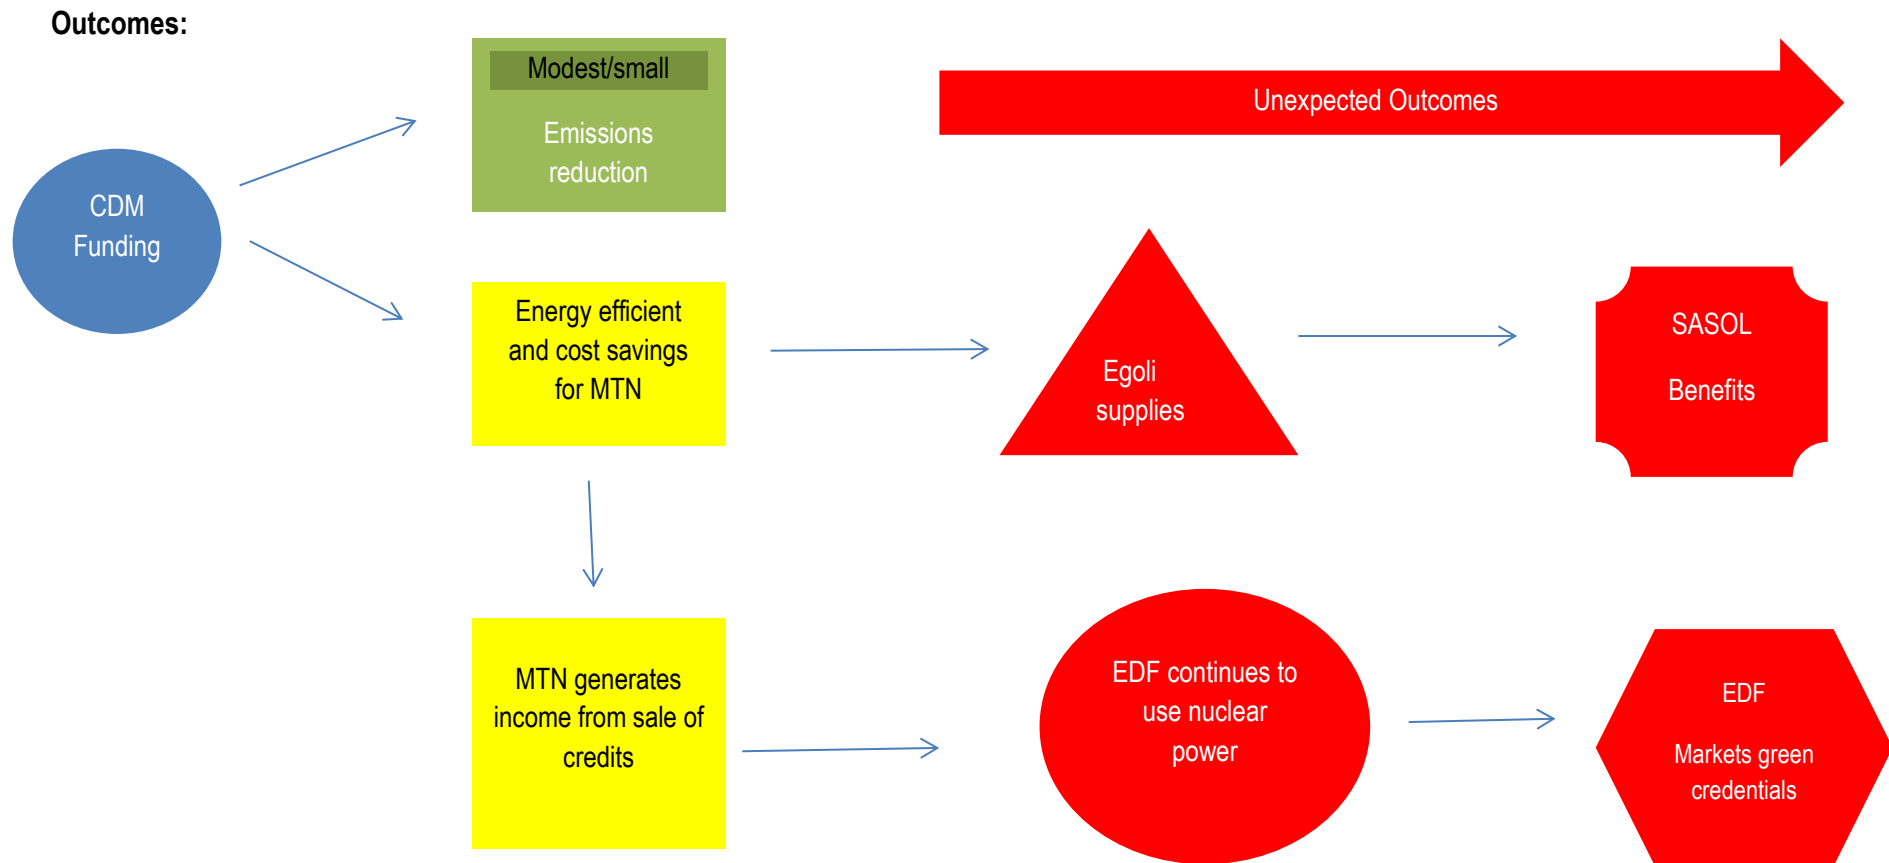 Outcomes:
Modest/small
Emissions
reduction
Unexpected Outcomes
CDM
Funding
Energy efficient
and cost savings
for MTN
Egoli
supplies
SASOL
Benefits
MTN generates
income from sale of
credits
EDF continues to
use nuclear
power
EDF
Markets green
credentials